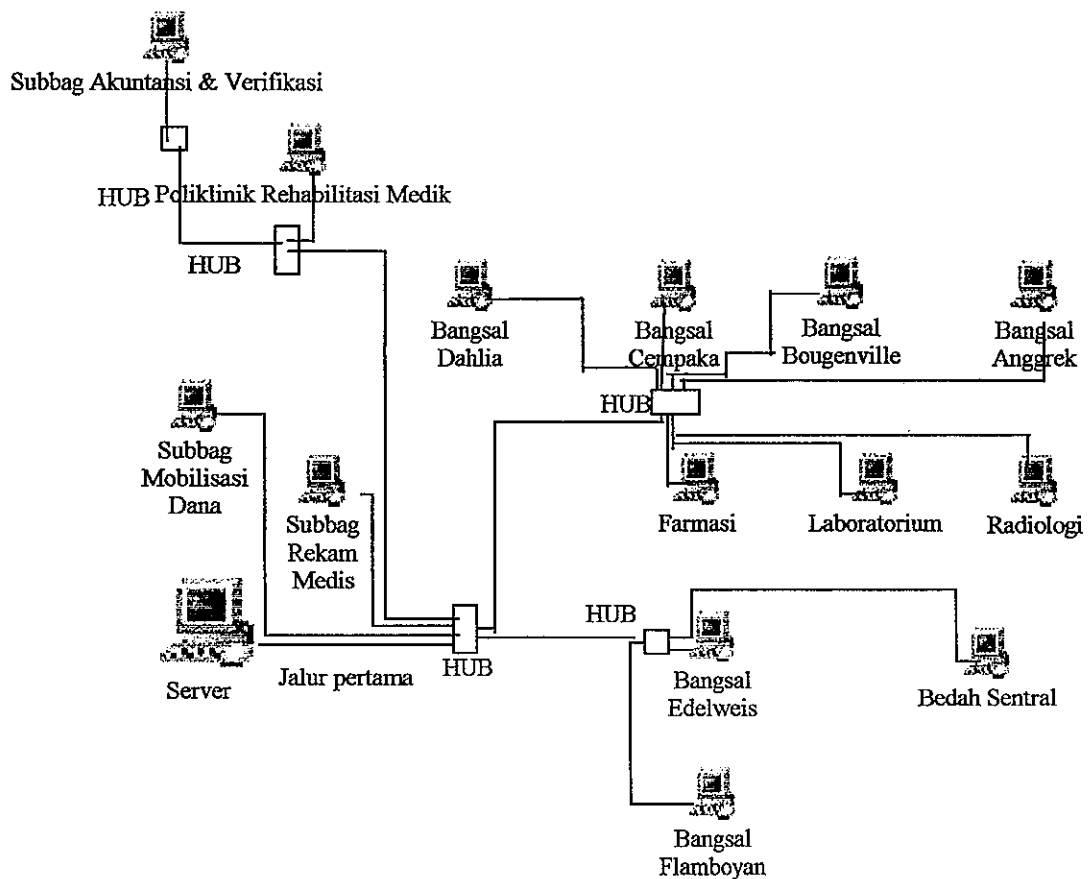 Subbag Akuntansi & Verifikasi
HUB
Poliklinik Rehabilitasi Medik
HUB
Bangsal
Dahlia
Bangsal
Cempaka
Bangsal
Bougenville
Bangsal
Anggrek
HUB
Subbag
Mobilisasi
Dana
Subbag
Rekam
Medis
Farmasi
Laboratorium
Radiologi
HUB
Server
Jalur pertama
HUB
Bangsal
Edelweis
Bedah Sentral
Bangsal
Flamboyan